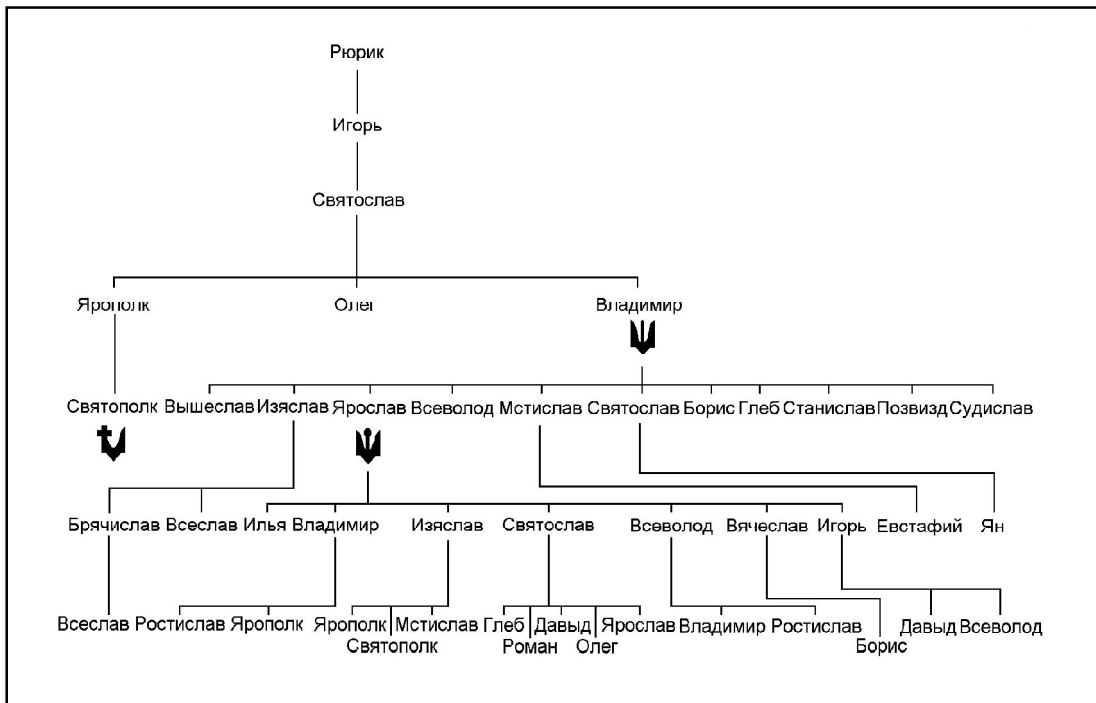 Рюрик
Игорь
Святослав
Ярополк Олег Владимир
Святополк Вышеслав Изяслав Ярослав Всеволод Мстислав Святослав Борис Глеб Станислав Позвизд Судислав
Брячислав Всеслав Илья Владимир Изяслав Святослав Всеволод Вячеслав Игорь Евстафий Ян
Всеслав Ростислав Ярополк Ярополк Мстислав Глеб Давыд Ярослав Владимир Ростислав Давыд Всеволод
Святополк Роман Олег Борис